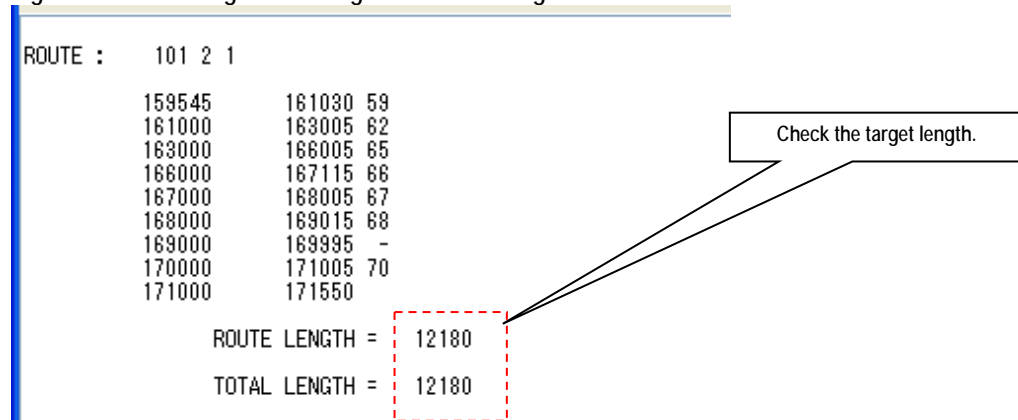 ROUTE : 101 2 1
159545 161030 59
161000 163005 62
163000 166005 65
166000 167115 66
167000 168005 67
168000 169015 68
169000 169995 -
170000 171005 70
171000 171550
Check the target length.
ROUTE LENGTH = 12180
TOTAL LENGTH = 12180